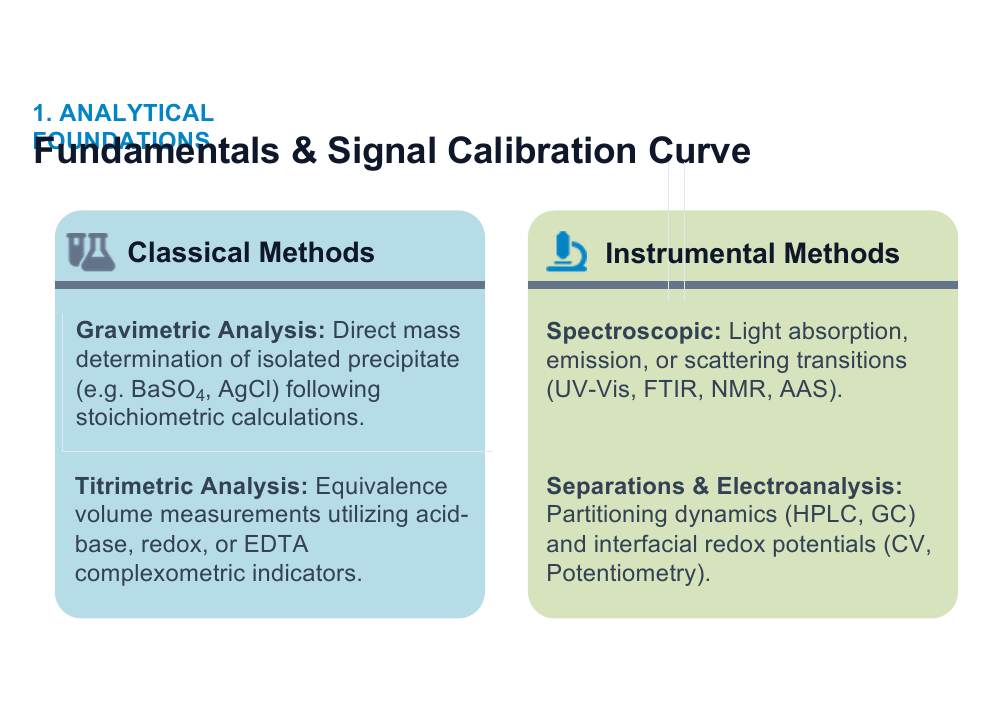 1. ANALYTICAL
FOUNDATIONS
Fundamentals & Signal Calibration Curve
Classical Methods
Gravimetric Analysis: Direct mass
determination of isolated precipitate
(e.g. BaSO₄, AgCl) following
stoichiometric calculations.
Titrimetric Analysis: Equivalence
volume measurements utilizing acid-
base, redox, or EDTA
complexometric indicators.
Instrumental Methods
Spectroscopic: Light absorption,
emission, or scattering transitions
(UV-Vis, FTIR, NMR, AAS).
Separations & Electroanalysis:
Partitioning dynamics (HPLC, GC)
and interfacial redox potentials (CV,
Potentiometry).